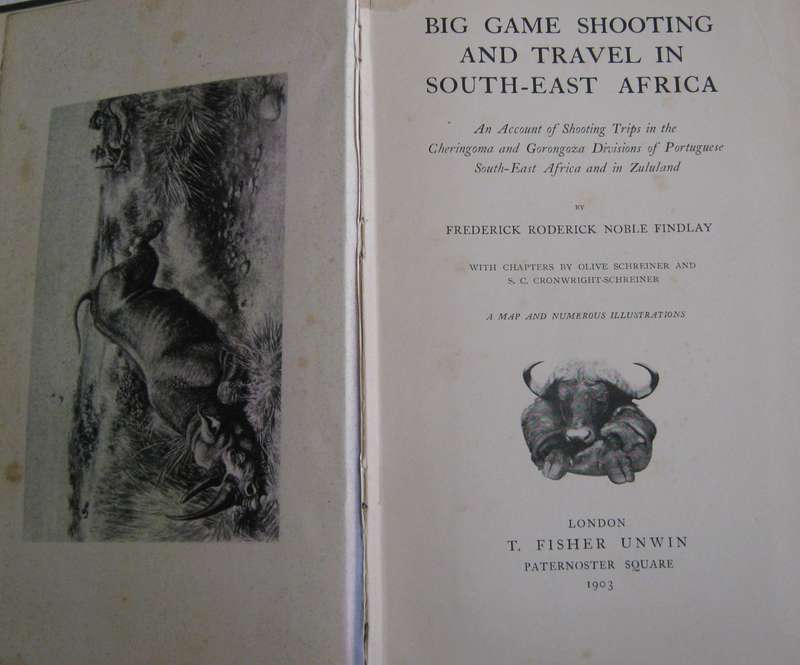 BIG GAME SHOOTING
AND TRAVEL IN
SOUTH-EAST AFRICA
An Account of Shooting Trips in the
Cheringoma and Gorongoza Divisions of Portuguese
South-East Africa and in Zululand
BY
FREDERICK RODERICK NOBLE FINDLAY
WITH CHAPTERS BY OLIVE SCHREINER AND
S. C. CRONWRIGHT-SCHREINER
A MAP AND NUMEROUS ILLUSTRATIONS
LONDON
T. FISHER UNWIN
PATERNOSTER SQUARE
1903